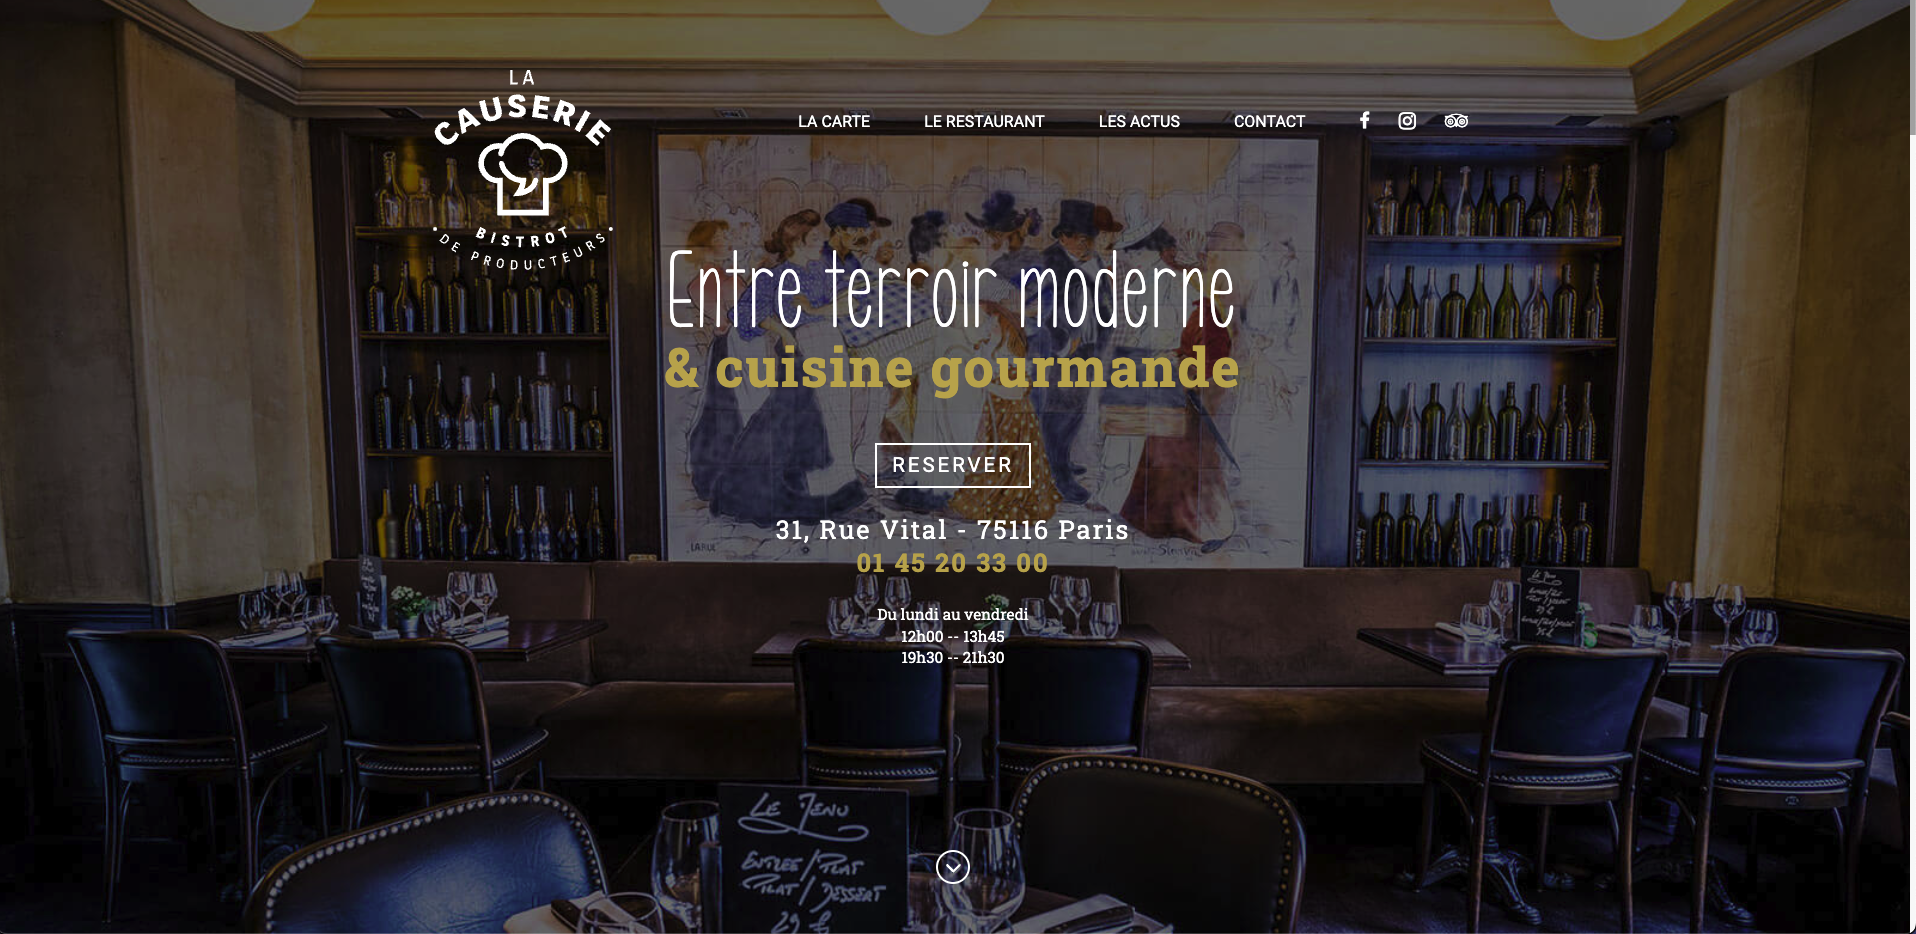 LA
CAUSERIE
BISTROT
• DE PRODUCTEURS •
LA CARTE
LE RESTAURANT
LES ACTUS
CONTACT
Entre terroir moderne
& cuisine gourmande
RESERVER
31, Rue Vital - 75116 Paris
01 45 20 33 00
Du lundi au vendredi
12h00 -- 13h45
19h30 -- 21h30
LE MENU
ENTREE/PLAT
PLAT/DESSERT
29 €